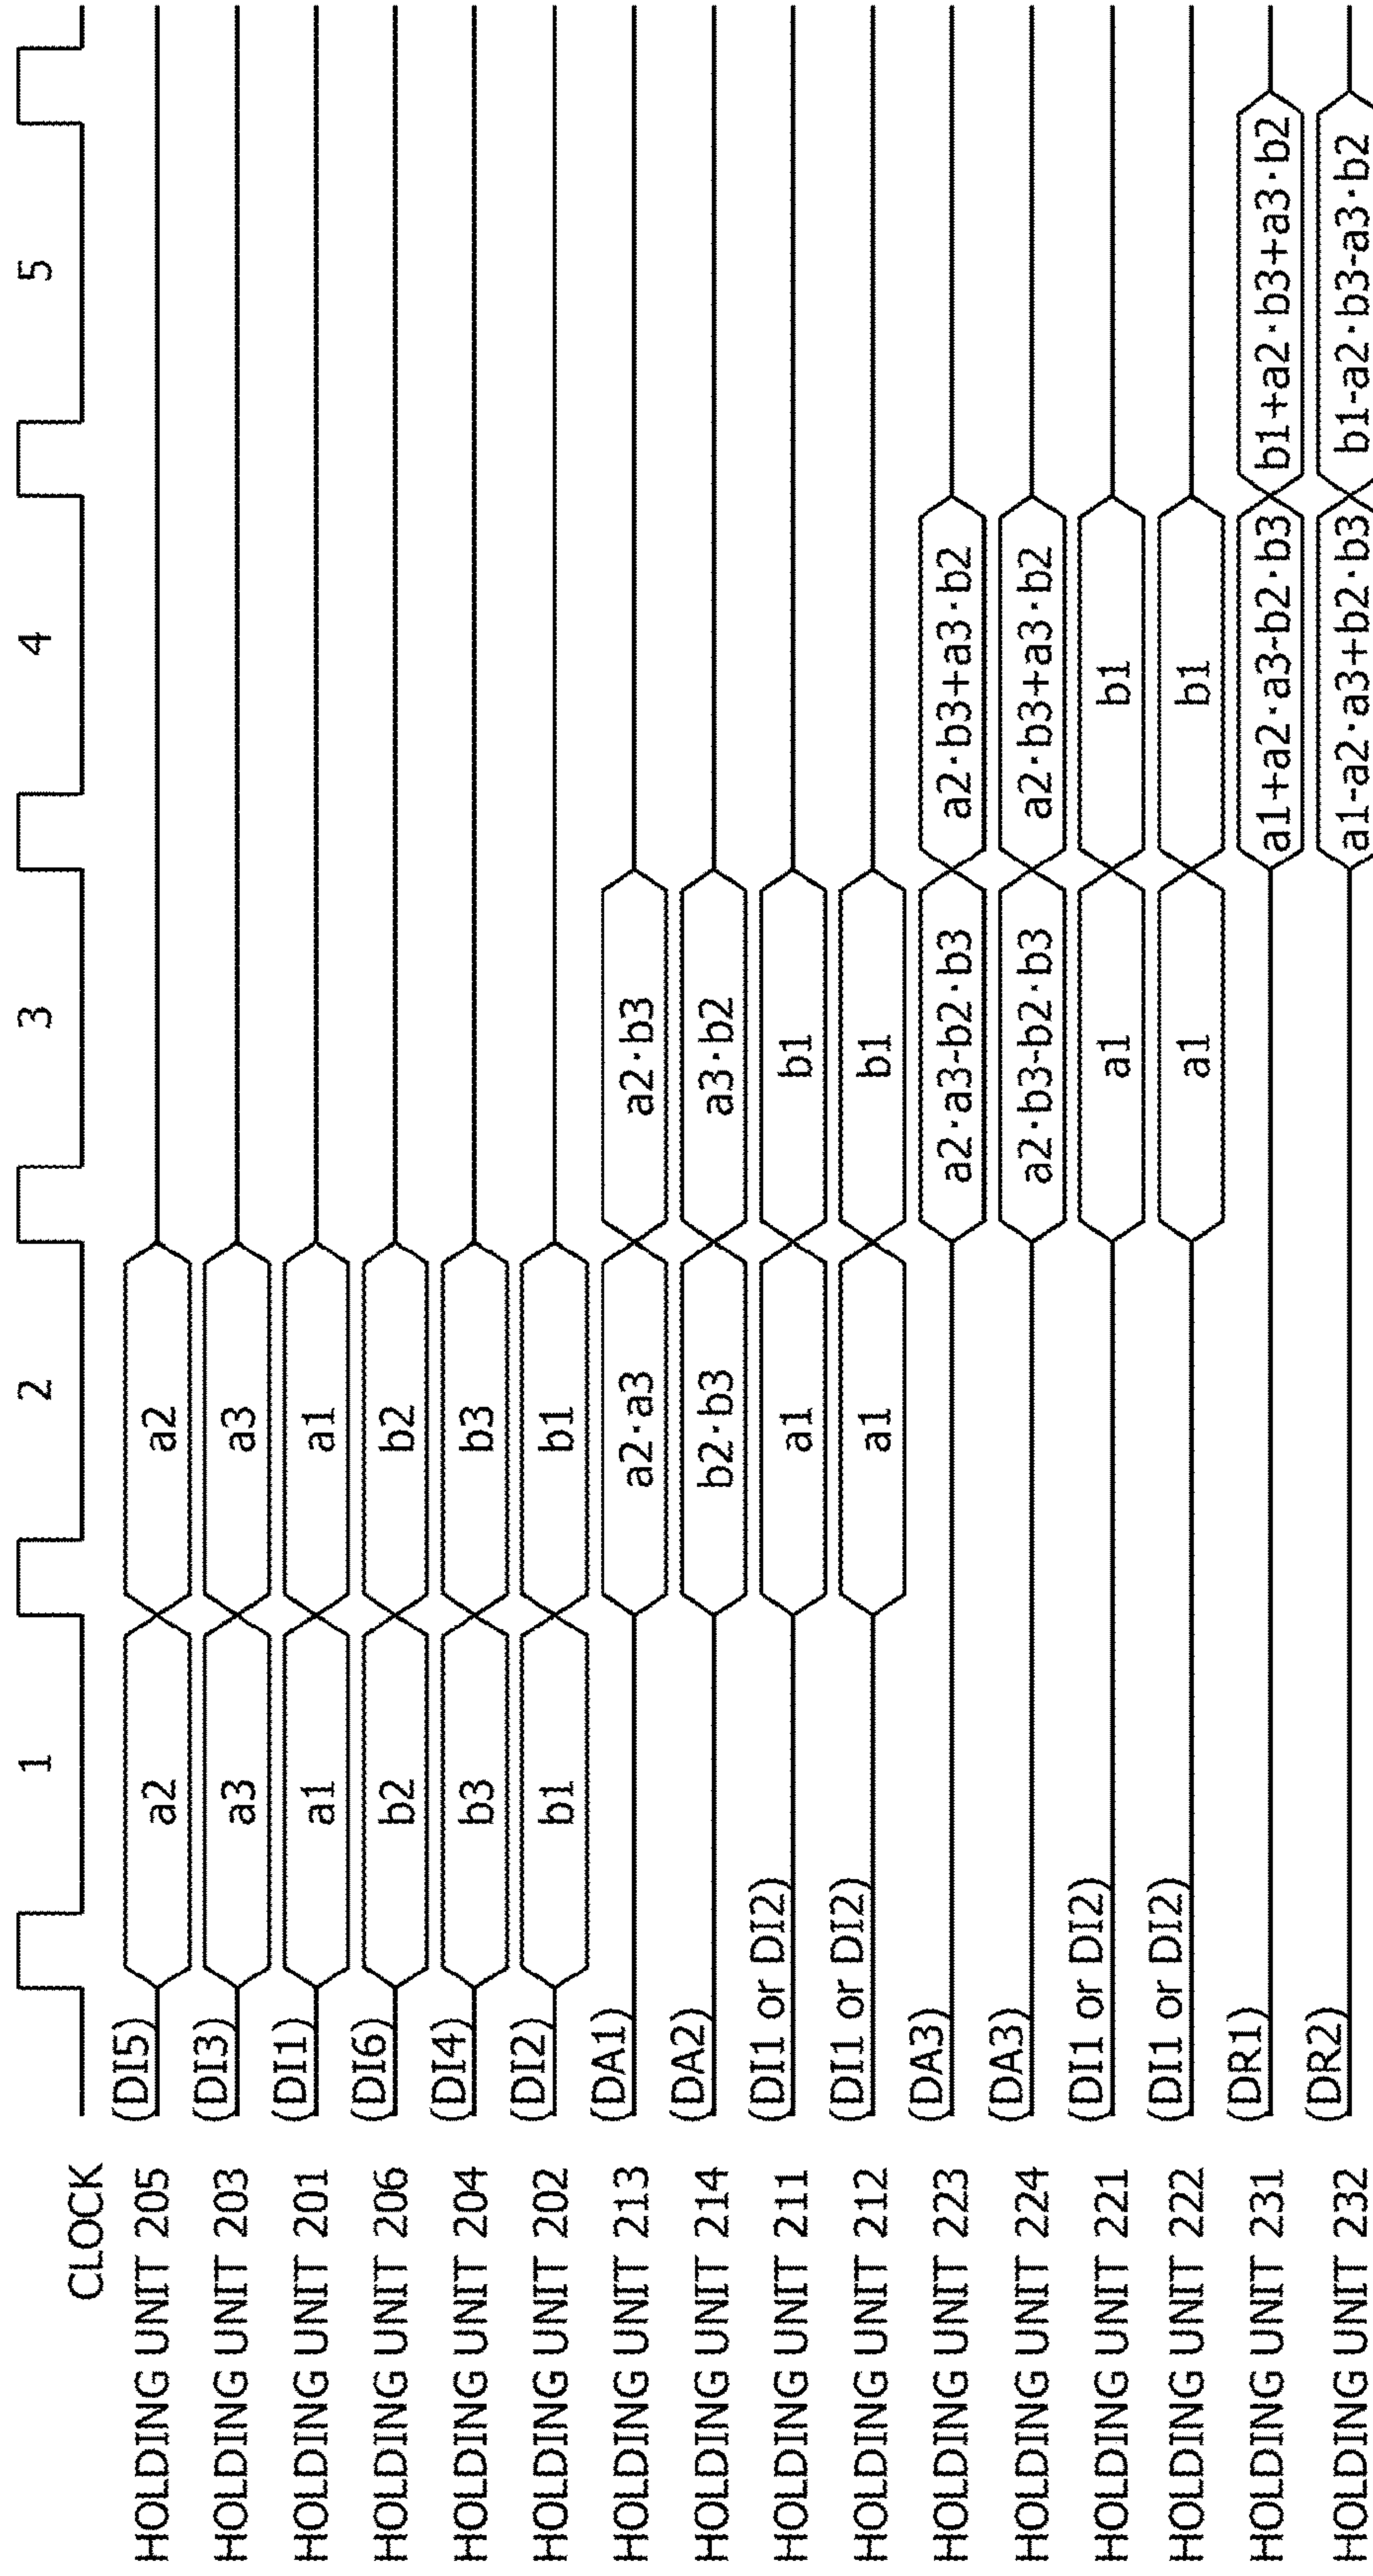 1 2 3 4 5
CLOCK
HOLDING UNIT 205 (DI5) a2 a2
HOLDING UNIT 203 (DI3) a3 a3
HOLDING UNIT 201 (DI1) a1 a1
HOLDING UNIT 206 (DI6) b2 b2
HOLDING UNIT 204 (DI4) b3 b3
HOLDING UNIT 202 (DI2) b1 b1
HOLDING UNIT 213 (DA1) a2·a3 a2·b3
HOLDING UNIT 214 (DA2) b2·b3 a3·b2
HOLDING UNIT 211 (DI1 or DI2) a1 b1
HOLDING UNIT 212 (DI1 or DI2) a1 b1
HOLDING UNIT 223 (DA3) a2·a3-b2·b3 a2·b3+a3·b2
HOLDING UNIT 224 (DA3) a2·b3-b2·b3 a2·b3+a3·b2
HOLDING UNIT 221 (DI1 or DI2) a1 b1
HOLDING UNIT 222 (DI1 or DI2) a1 b1
HOLDING UNIT 231 (DR1) a1+a2·a3-b2·b3 b1+a2·b3+a3·b2
HOLDING UNIT 232 (DR2) a1-a2·a3+b2·b3 b1-a2·b3-a3·b2